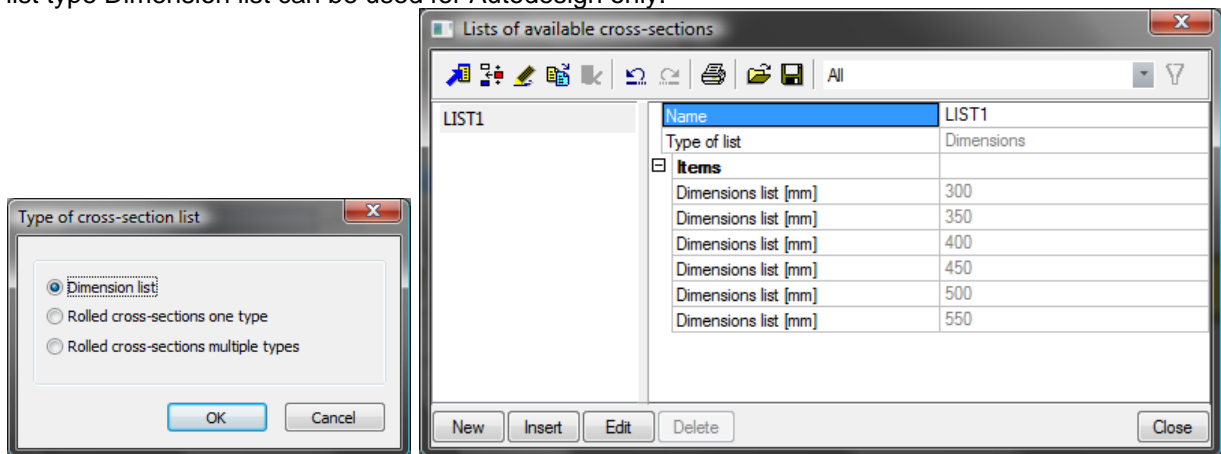 list type Dimension list can be used for Autodesign only.
Type of cross-section list
Dimension list
Rolled cross-sections one type
Rolled cross-sections multiple types
OK Cancel
Lists of available cross-sections
All
LIST1
Name LIST1
Type of list Dimensions
Items
Dimensions list [mm] 300
Dimensions list [mm] 350
Dimensions list [mm] 400
Dimensions list [mm] 450
Dimensions list [mm] 500
Dimensions list [mm] 550
New Insert Edit Delete Close